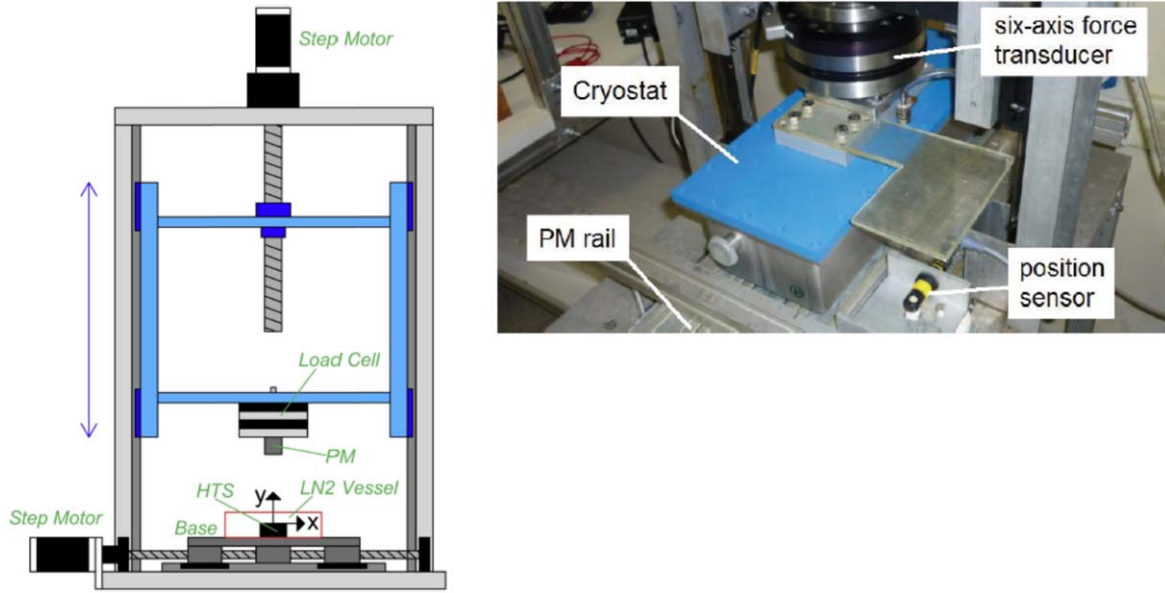 Step Motor
Load Cell
PM
HTS
LN2 Vessel
y
x
Base
Step Motor
six-axis force
transducer
Cryostat
PM rail
position
sensor